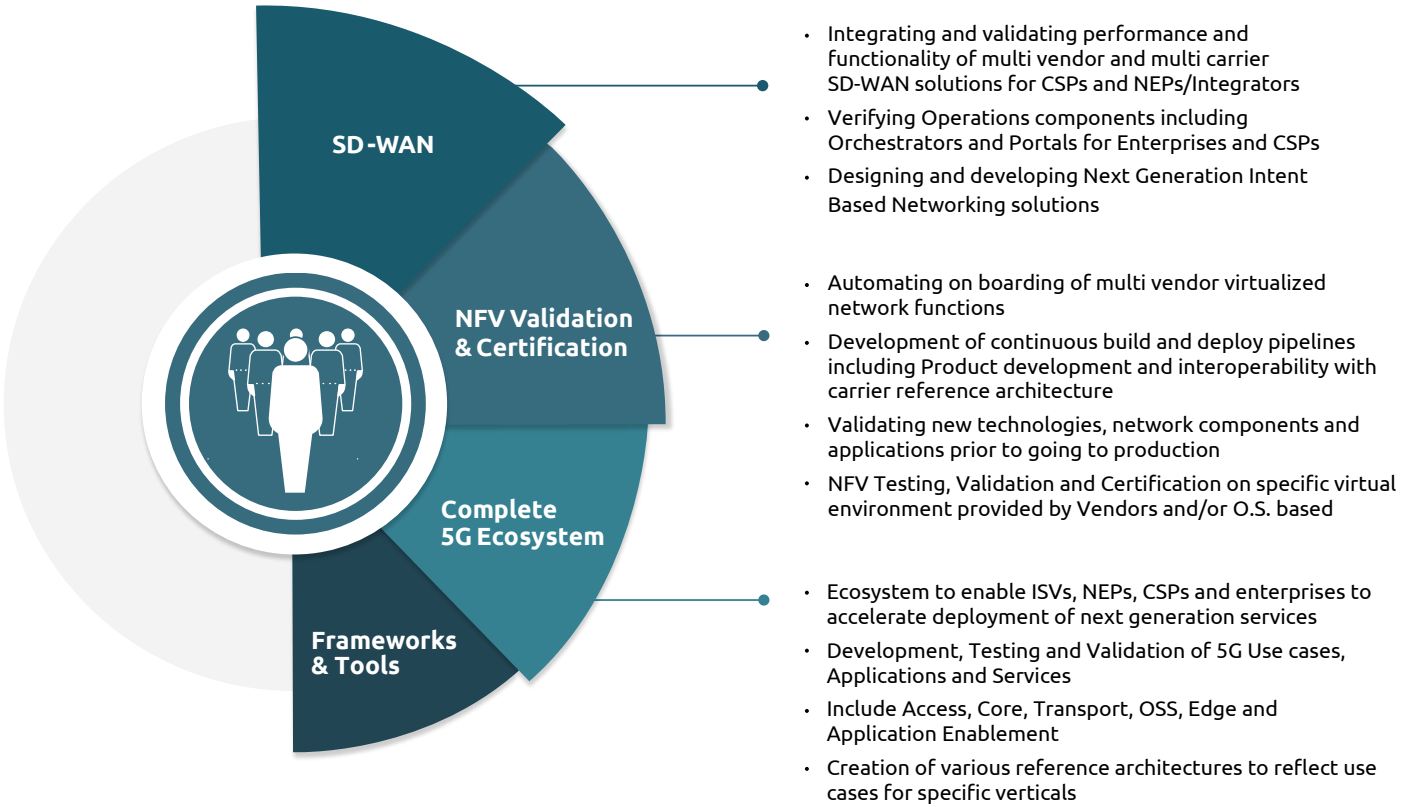 SD-WAN
NFV Validation
& Certification
Complete
5G Ecosystem
Frameworks
& Tools
• Integrating and validating performance and
functionality of multi vendor and multi carrier
SD-WAN solutions for CSPs and NEPs/Integrators
• Verifying Operations components including
Orchestrators and Portals for Enterprises and CSPs
• Designing and developing Next Generation Intent
Based Networking solutions
• Automating on boarding of multi vendor virtualized
network functions
• Development of continuous build and deploy pipelines
including Product development and interoperability with
carrier reference architecture
• Validating new technologies, network components and
applications prior to going to production
• NFV Testing, Validation and Certification on specific virtual
environment provided by Vendors and/or O.S. based
• Ecosystem to enable ISVs, NEPs, CSPs and enterprises to
accelerate deployment of next generation services
• Development, Testing and Validation of 5G Use cases,
Applications and Services
• Include Access, Core, Transport, OSS, Edge and
Application Enablement
• Creation of various reference architectures to reflect use
cases for specific verticals